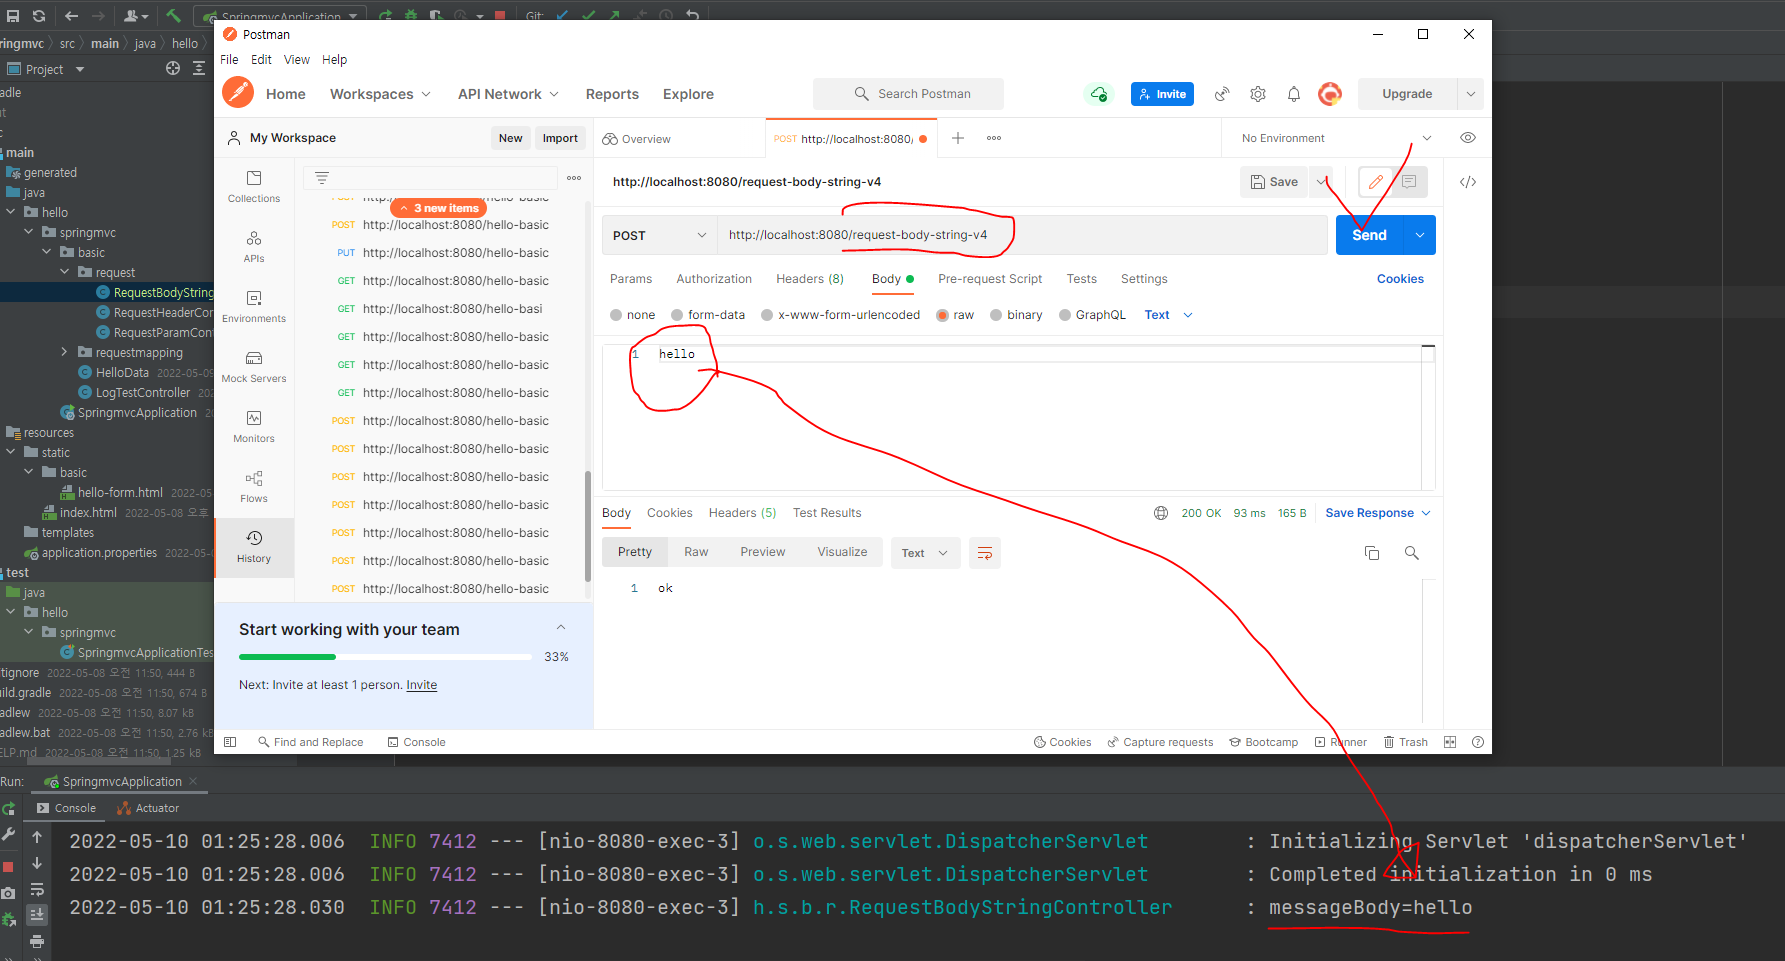 SpringmvcApplication
Git:
ringmvc
src
main
java
hello
Project
adle
ut
c
main
generated
java
hello
springmvc
basic
request
RequestBodyString
RequestHeaderCor
RequestParamCont
requestmapping
HelloData 2022-05-09
LogTestController 202
SpringmvcApplication 20
resources
static
basic
hello-form.html 2022-05
index.html 2022-05-08 오후
templates
application.properties 2022-05
test
java
hello
springmvc
SpringmvcApplicationTes
itignore 2022-05-08 오전 11:50, 444 B
uild.gradle 2022-05-08 오전 11:50, 674 B
adlew 2022-05-08 오전 11:50, 8.07 kB
adlew.bat 2022-05-08 오전 11:50, 2.76 kB
ELP.md 2022-05-08 오전 11:50, 1.25 kB
Postman
File Edit View Help
Home Workspaces API Network Reports Explore
Search Postman
Invite
Upgrade
My Workspace
New
Import
Overview
POST http://localhost:8080/
No Environment
Collections
APIs
Environments
Mock Servers
Monitors
Flows
History
POST http://localhost:8080/hello-basic
3 new items
POST http://localhost:8080/hello-basic
PUT http://localhost:8080/hello-basic
GET http://localhost:8080/hello-basic
GET http://localhost:8080/hello-basi
GET http://localhost:8080/hello-basic
GET http://localhost:8080/hello-basic
GET http://localhost:8080/hello-basic
POST http://localhost:8080/hello-basic
POST http://localhost:8080/hello-basic
POST http://localhost:8080/hello-basic
POST http://localhost:8080/hello-basic
POST http://localhost:8080/hello-basic
POST http://localhost:8080/hello-basic
POST http://localhost:8080/hello-basic
Start working with your team
33%
Next: Invite at least 1 person. Invite
http://localhost:8080/request-body-string-v4
Save
POST
http://localhost:8080/request-body-string-v4
Send
Params Authorization Headers (8) Body Pre-request Script Tests Settings
Cookies
none form-data x-www-form-urlencoded raw binary GraphQL Text
1 hello
Body Cookies Headers (5) Test Results
200 OK 93 ms 165 B Save Response
Pretty Raw Preview Visualize Text
1 ok
Find and Replace Console
Cookies Capture requests Bootcamp Runner Trash
Run: SpringmvcApplication
Console Actuator
2022-05-10 01:25:28.006 INFO 7412 --- [nio-8080-exec-3] o.s.web.servlet.DispatcherServlet : Initializing Servlet 'dispatcherServlet'
2022-05-10 01:25:28.006 INFO 7412 --- [nio-8080-exec-3] o.s.web.servlet.DispatcherServlet : Completed initialization in 0 ms
2022-05-10 01:25:28.030 INFO 7412 --- [nio-8080-exec-3] h.s.b.r.RequestBodyStringController : messageBody=hello